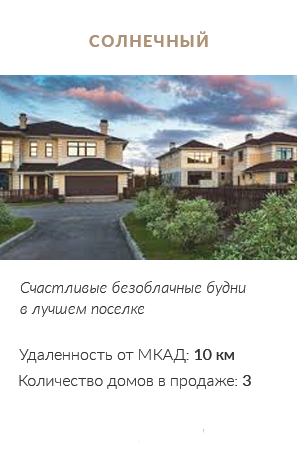 СОЛНЕЧНЫЙ
Счастливые безоблачные будни
в лучшем поселке
Удаленность от МКАД: 10 км
Количество домов в продаже: 3